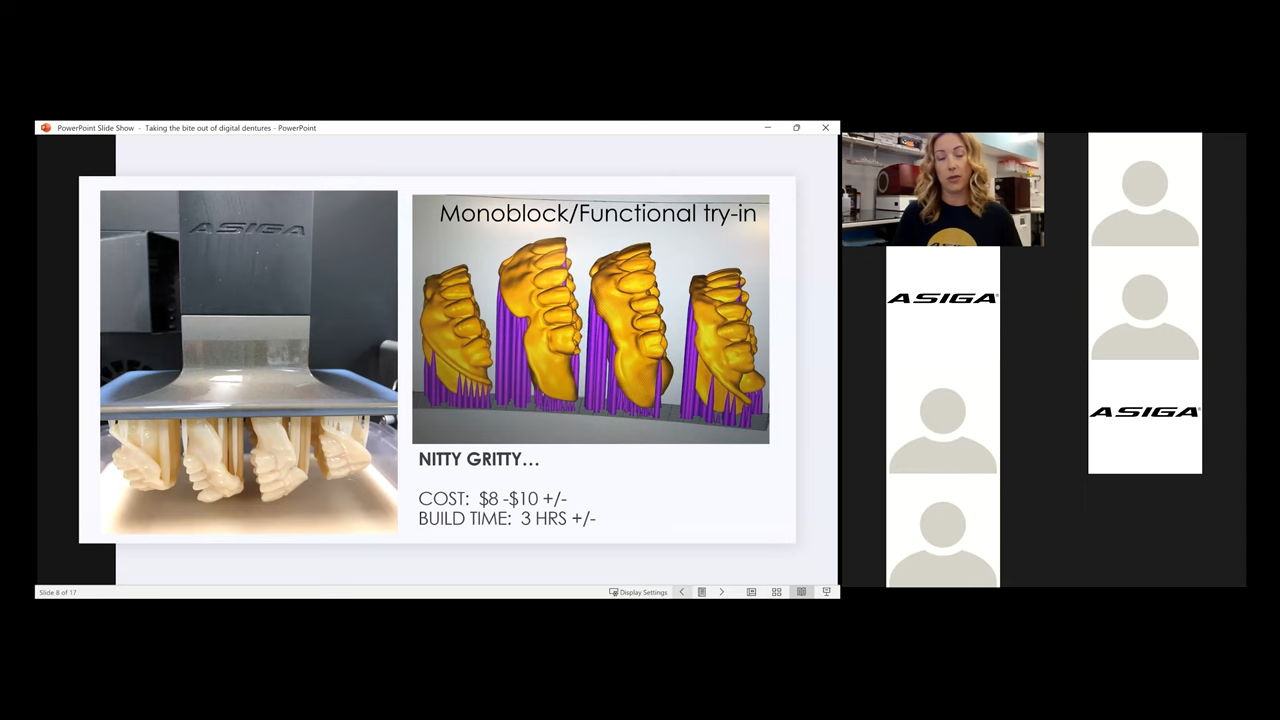 PowerPoint Slide Show - Taking the bite out of digital dentures - PowerPoint
ASIGA
Monoblock/Functional try-in
NITTY GRITTY...
COST: $8 -$10 +/-
BUILD TIME: 3 HRS +/-
Slide 8 of 17
Display Settings
ASIGA®
ASIGA®